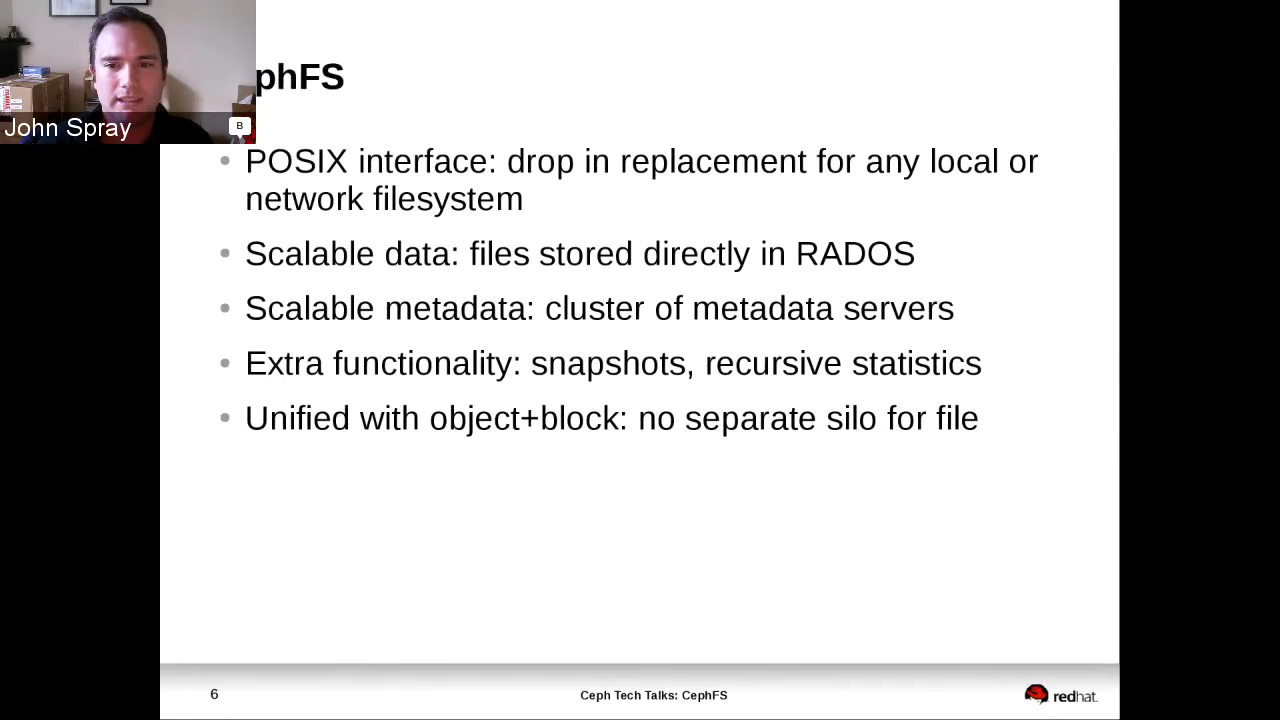 phFS
John Spray
B
POSIX interface: drop in replacement for any local or
network filesystem
Scalable data: files stored directly in RADOS
Scalable metadata: cluster of metadata servers
Extra functionality: snapshots, recursive statistics
Unified with object+block: no separate silo for file
6
Ceph Tech Talks: CephFS
redhat.